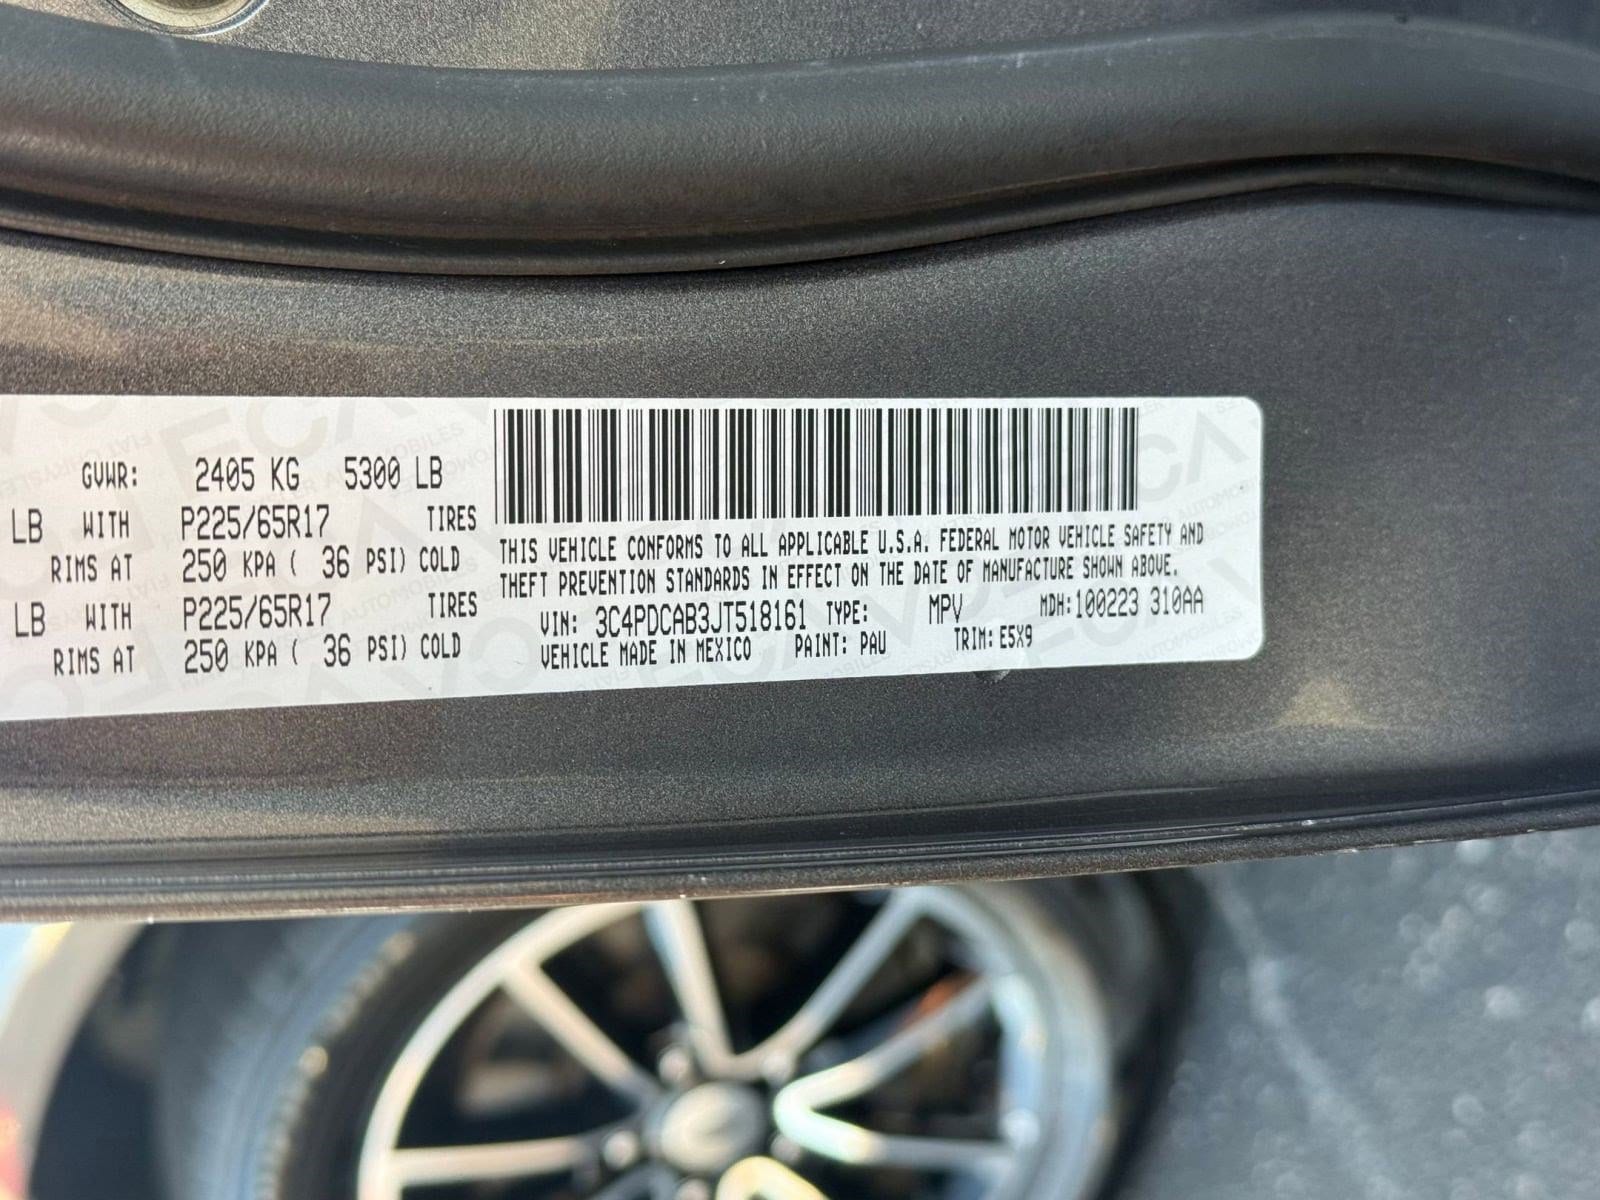 GVWR: 2405 KG 5300 LB
LB WITH P225/65R17 TIRES
RIMS AT 250 KPA ( 36 PSI) COLD
LB WITH P225/65R17 TIRES
RIMS AT 250 KPA ( 36 PSI) COLD
THIS VEHICLE CONFORMS TO ALL APPLICABLE U.S.A. FEDERAL MOTOR VEHICLE SAFETY AND
THEFT PREVENTION STANDARDS IN EFFECT ON THE DATE OF MANUFACTURE SHOWN ABOVE.
VIN: 3C4PDCAB3JT518161 TYPE: MPV MDH:100223 310AA
VEHICLE MADE IN MEXICO PAINT: PAU TRIM: E5X9